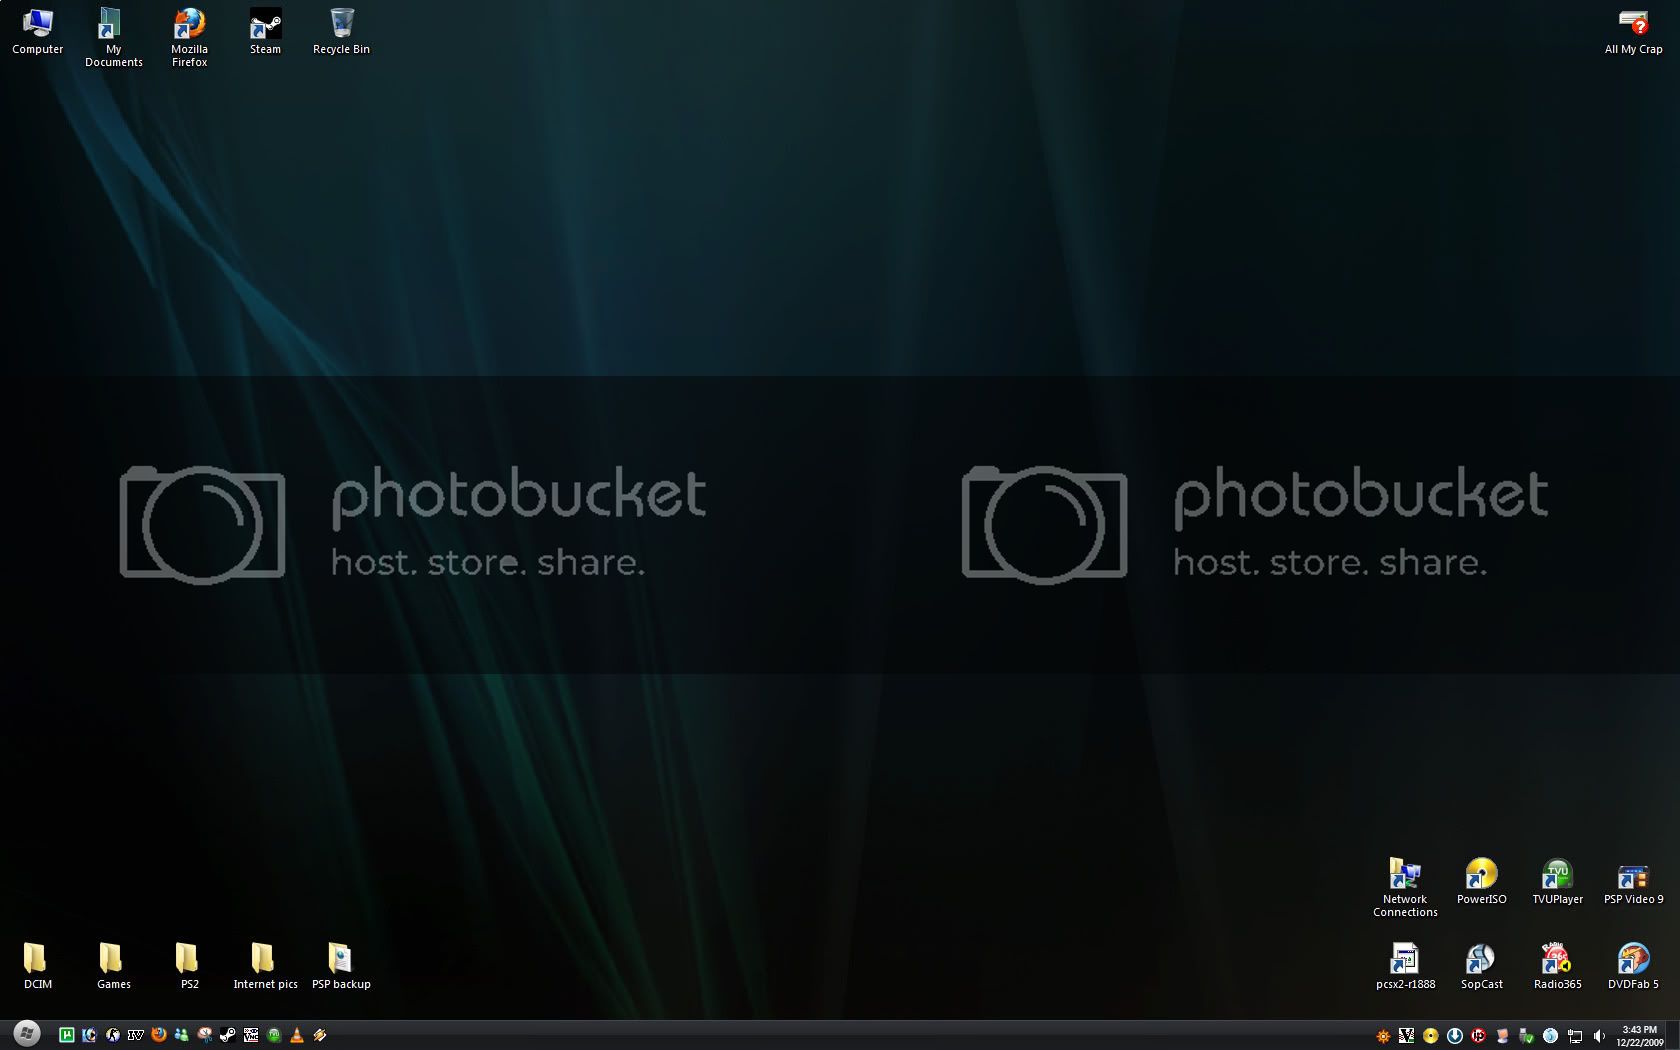 Computer
My
Documents
Mozilla
Firefox
Steam
Recycle Bin
All My Crap
photobucket
host. store. share.
photobucket
host. store. share.
Network
Connections
PowerISO
TVUPlayer
PSP Video 9
DCIM
Games
PS2
Internet pics
PSP backup
pcsx2-r1888
SopCast
Radio365
DVDFab 5
3:43 PM
12/22/2009